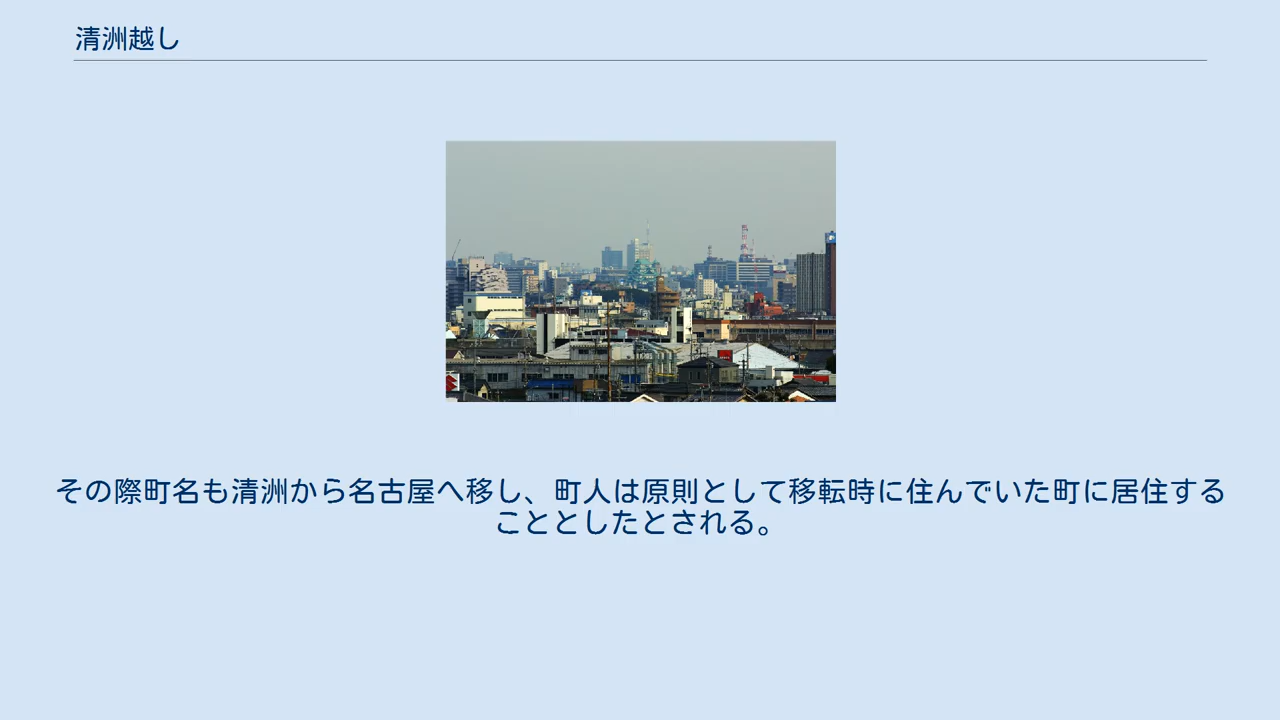 清洲越し
その際町名も清洲から名古屋へ移し、町人は原則として移転時に住んでいた町に居住する
こととしたとされる。